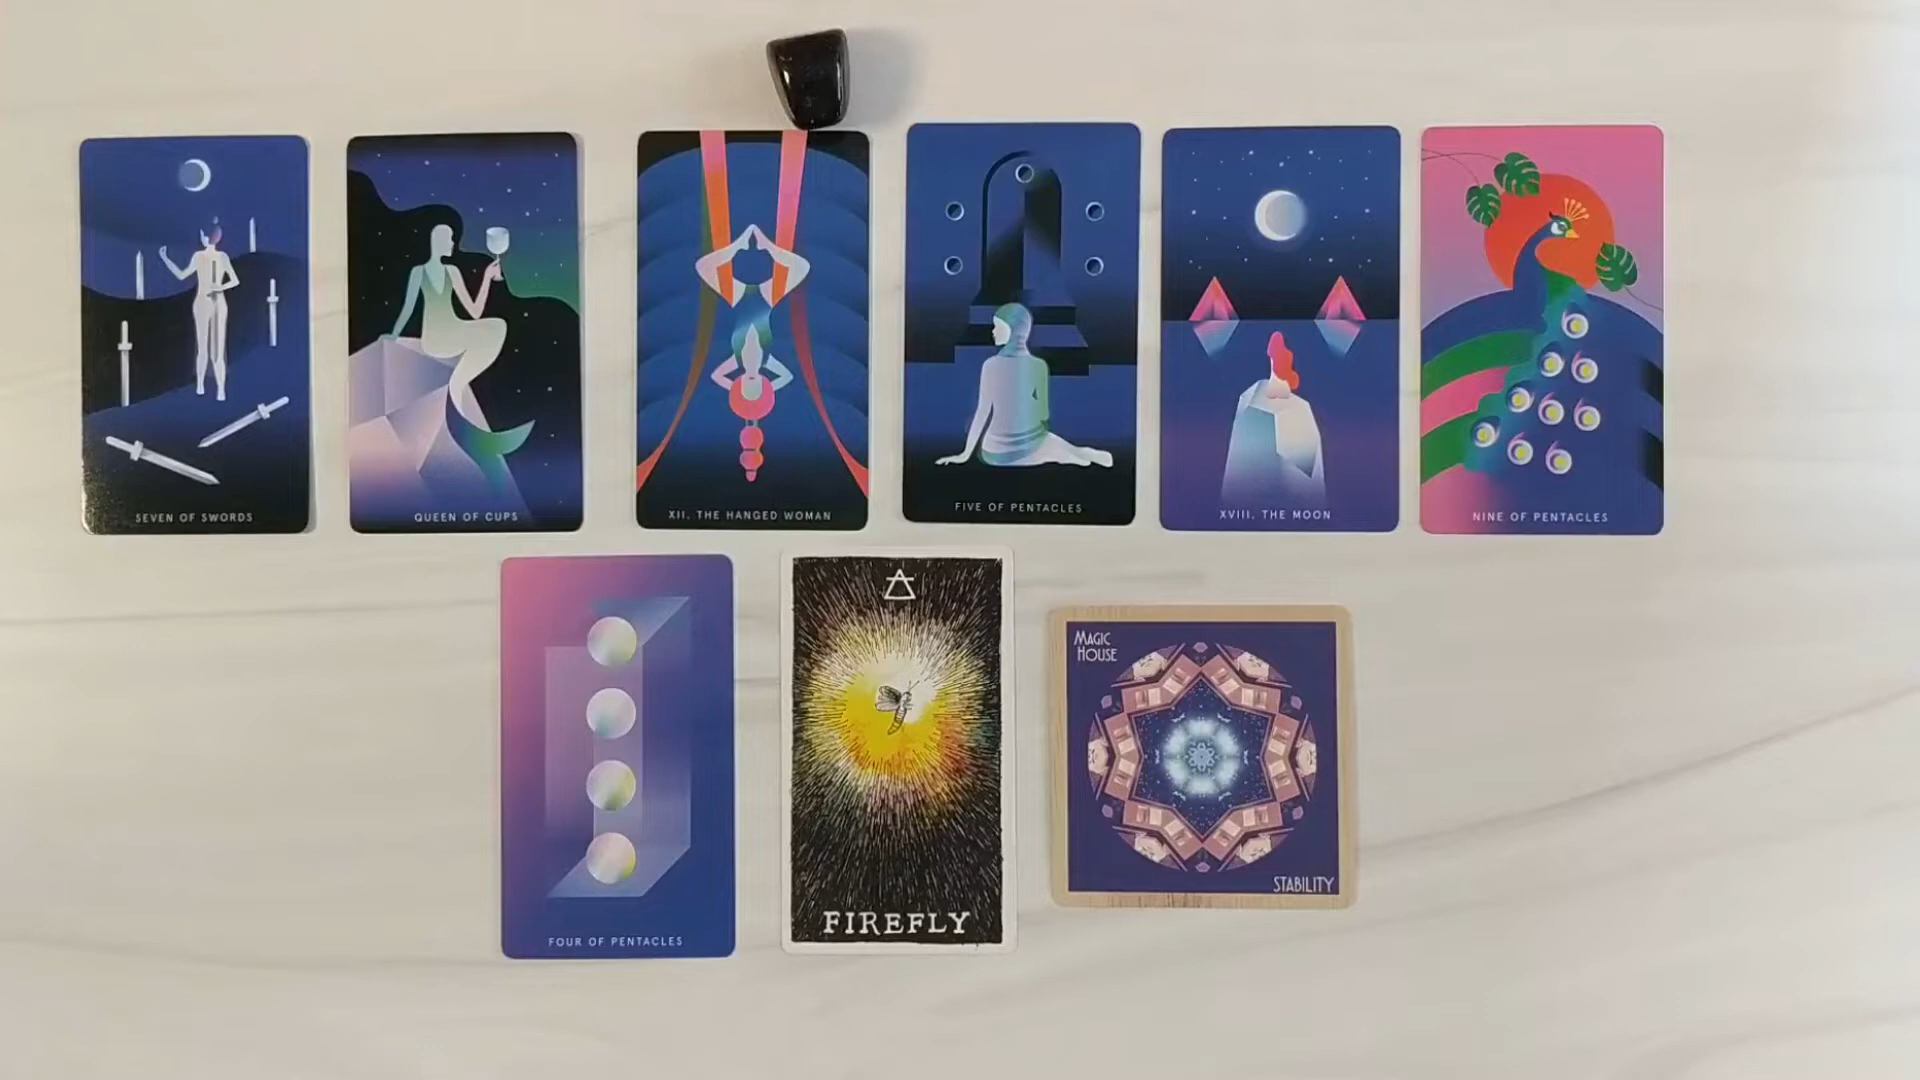 SEVEN OF SWORDS
QUEEN OF CUPS
XII. THE HANGED WOMAN
FIVE OF PENTACLES
XVIII. THE MOON
NINE OF PENTACLES
FOUR OF PENTACLES
FIREFLY
MAGIC
HOUSE
STABILITY